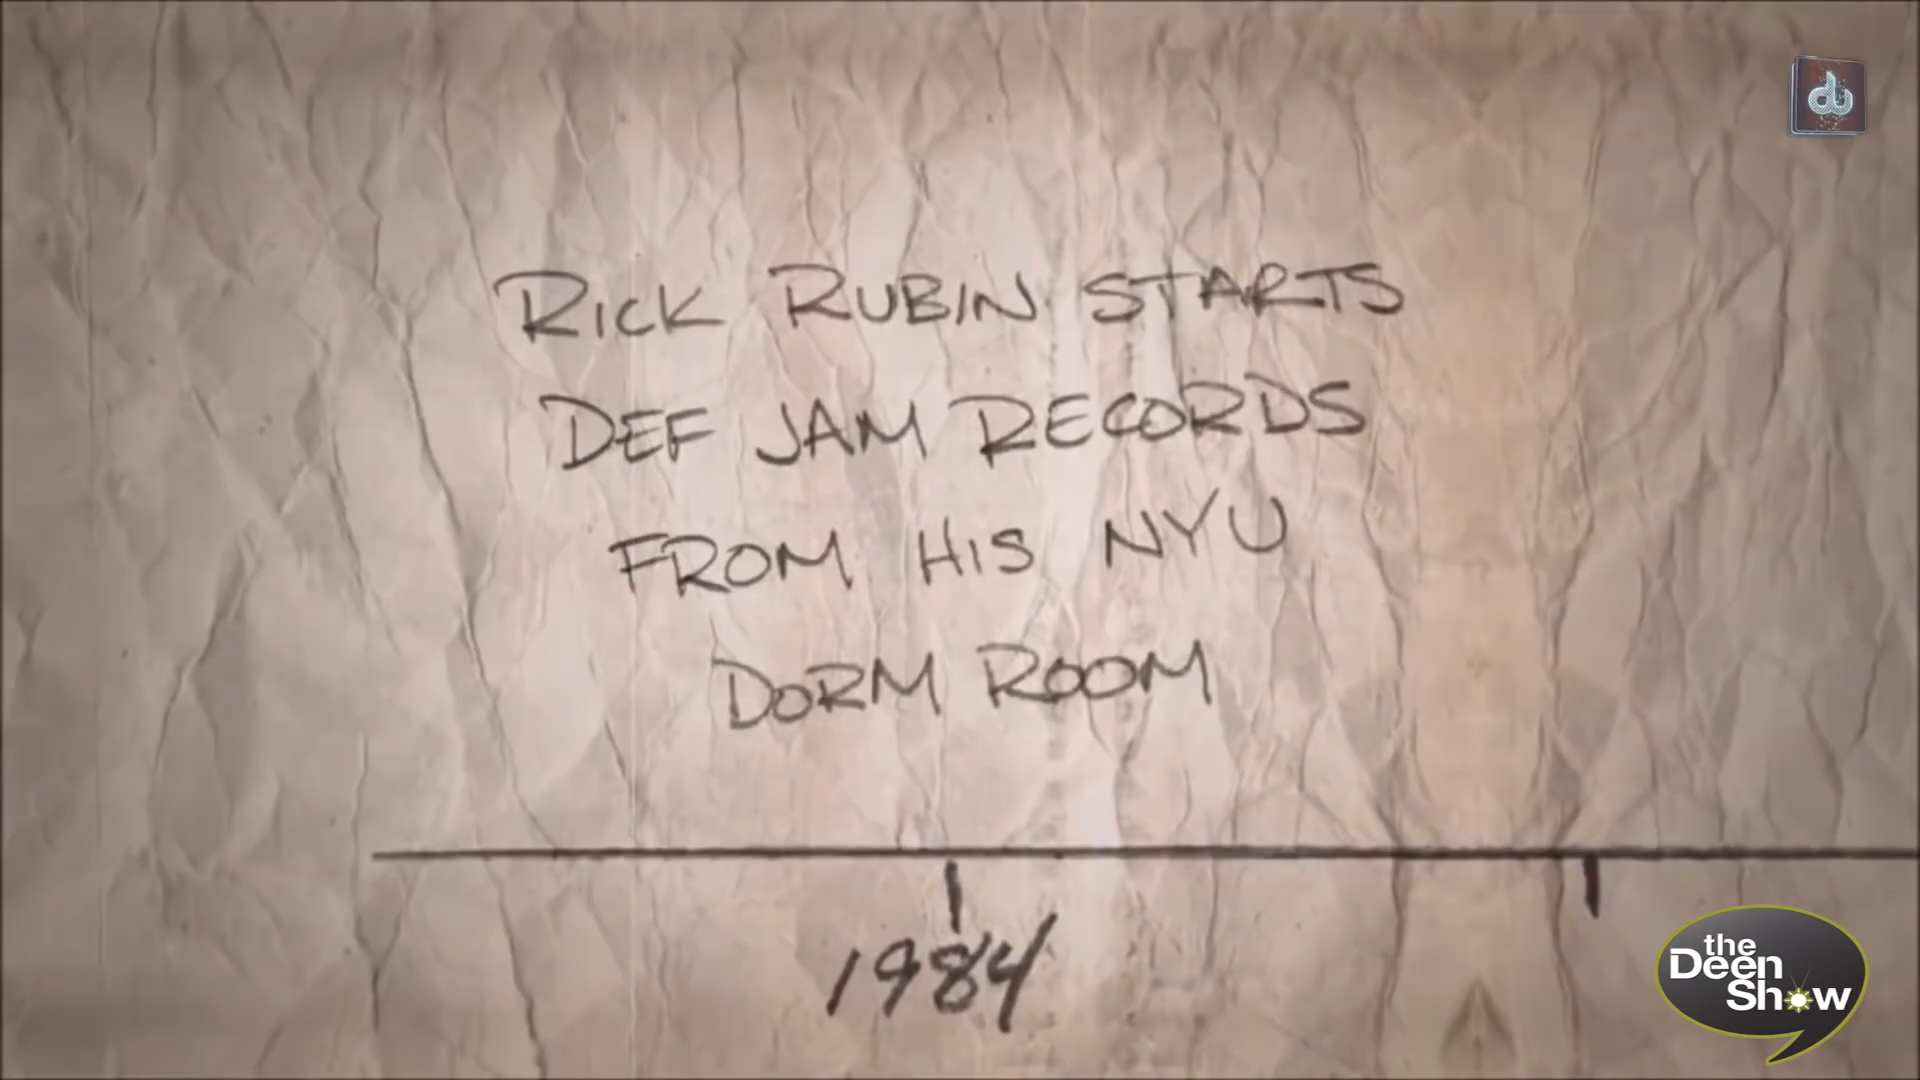 RICK RUBIN STARTS
DEF JAM RECORDS
FROM HIS NYU
DORM ROOM
1984
the
Deen
Show